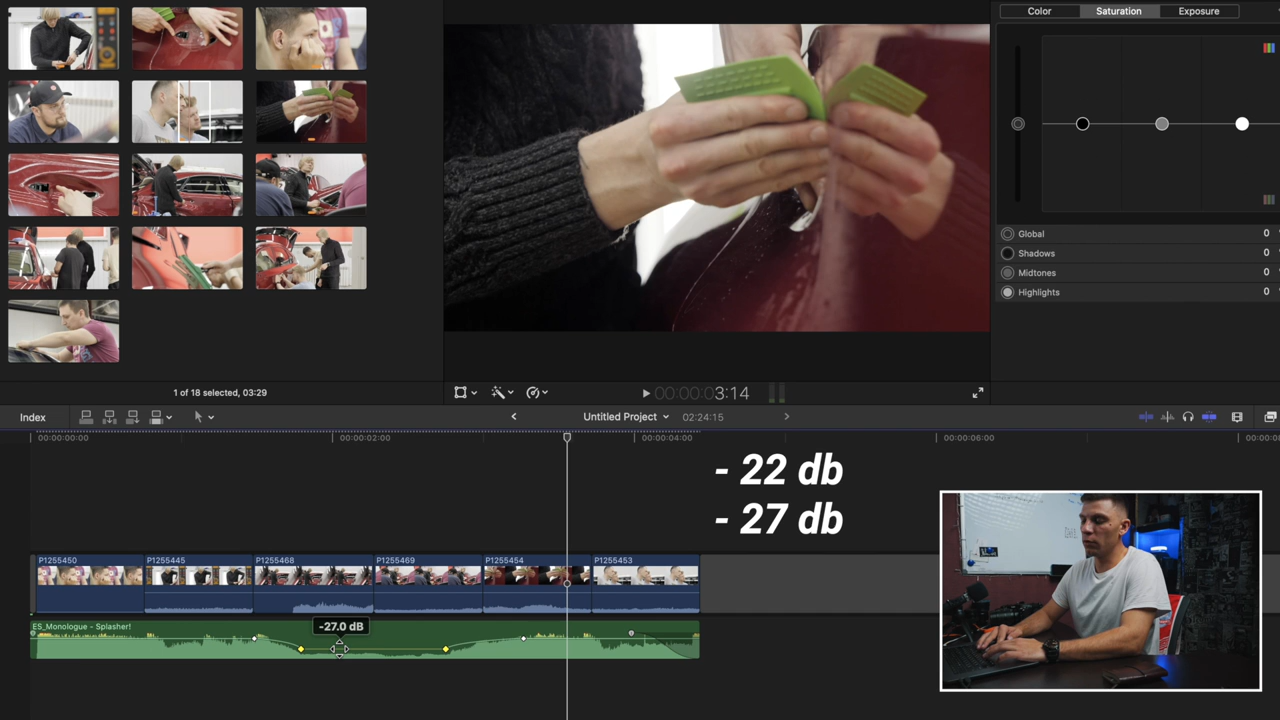 Color
Saturation
Exposure
Global 0
Shadows 0
Midtones 0
Highlights 0
1 of 18 selected, 03:29
00:00:03:14
Index
Untitled Project
02:24:15
00:00:00:00
00:00:02:00
00:00:04:00
00:00:06:00
- 22 db
- 27 db
P1255450
P1255445
P1255468
P1255469
P1255454
P1255453
ES_Monologue - Splasher!
-27.0 dB